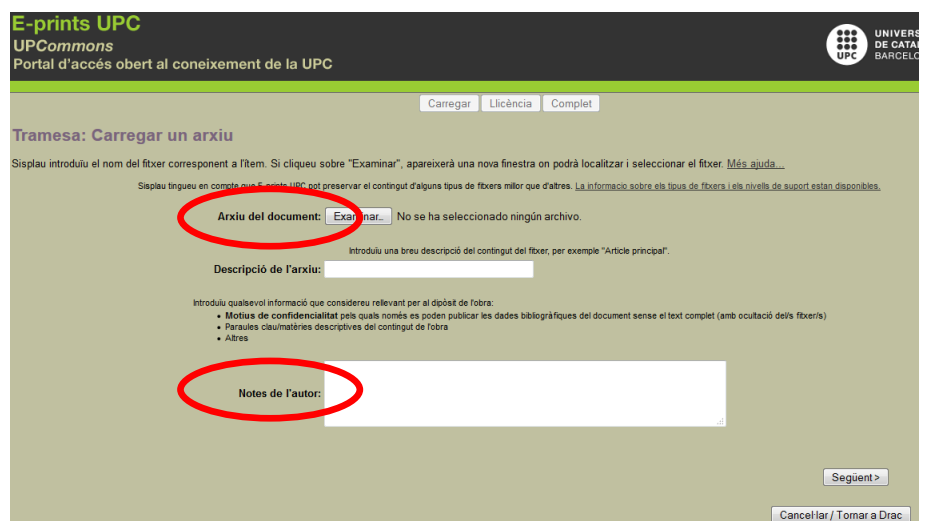 E-prints UPC
UPCommons
Portal d'accés obert al coneixement de la UPC
UPC
UNIVERS
DE CATAL
BARCELO
Carregar Llicència Complet
Tramesa: Carregar un arxiu
Sisplau introduïu el nom del fitxer corresponent a l'ítem. Si cliqueu sobre "Examinar", apareixerà una nova finestra on podrà localitzar i seleccionar el fitxer. Més ajuda...
Sisplau tingueu en compte que E-prints UPC pot preservar el contingut d'alguns tipus de fitxers millor que d'altres. La informacio sobre els tipus de fitxers i els nivells de suport estan disponibles.
Arxiu del document: Examinar.. No se ha seleccionado ningún archivo.
Introduïu una breu descripció del contingut del fitxer, per exemple "Article principal".
Descripció de l'arxiu:
Introduïu qualsevol informació que considereu rellevant per al dipòsit de l'obra:
• Motius de confidencialitat pels quals només es poden publicar les dades bibliogràfiques del document sense el text complet (amb ocultació del/s fitxer/s)
• Paraules clau/matèries descriptives del contingut de l'obra
• Altres
Notes de l'autor:
Següent >
Cancel·lar / Tornar a Drac